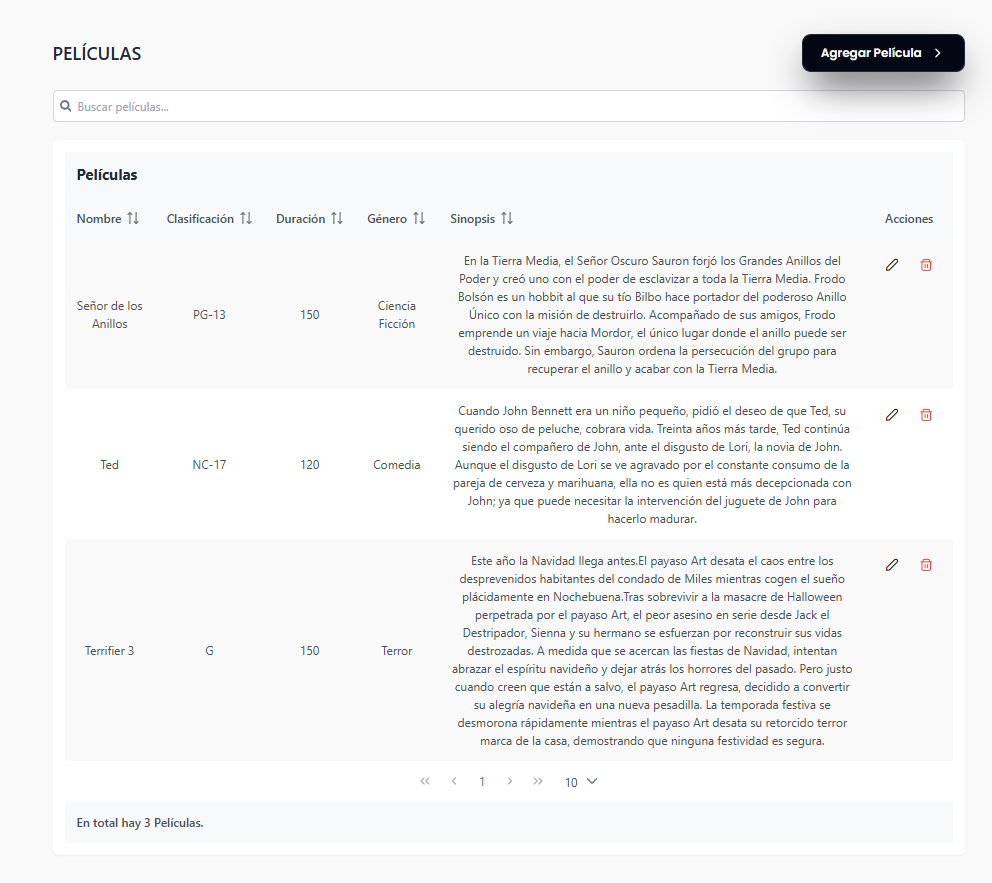 PELÍCULAS
Agregar Película
Buscar películas...
Películas
Nombre Clasificación Duración Género Sinopsis Acciones
Señor de los
Anillos
PG-13
150
Ciencia
Ficción
En la Tierra Media, el Señor Oscuro Sauron forjó los Grandes Anillos del
Poder y creó uno con el poder de esclavizar a toda la Tierra Media. Frodo
Bolsón es un hobbit al que su tío Bilbo hace portador del poderoso Anillo
Único con la misión de destruirlo. Acompañado de sus amigos, Frodo
emprende un viaje hacia Mordor, el único lugar donde el anillo puede ser
destruido. Sin embargo, Sauron ordena la persecución del grupo para
recuperar el anillo y acabar con la Tierra Media.
Ted
NC-17
120
Comedia
Cuando John Bennett era un niño pequeño, pidió el deseo de que Ted, su
querido oso de peluche, cobrara vida. Treinta años más tarde, Ted continúa
siendo el compañero de John, ante el disgusto de Lori, la novia de John.
Aunque el disgusto de Lori se ve agravado por el constante consumo de la
pareja de cerveza y marihuana, ella no es quien está más decepcionada con
John; ya que puede necesitar la intervención del juguete de John para
hacerlo madurar.
Terrifier 3
G
150
Terror
Este año la Navidad llega antes.El payaso Art desata el caos entre los
desprevenidos habitantes del condado de Miles mientras cogen el sueño
plácidamente en Nochebuena.Tras sobrevivir a la masacre de Halloween
perpetrada por el payaso Art, el peor asesino en serie desde Jack el
Destripador, Sienna y su hermano se esfuerzan por reconstruir sus vidas
destrozadas. A medida que se acercan las fiestas de Navidad, intentan
abrazar el espíritu navideño y dejar atrás los horrores del pasado. Pero justo
cuando creen que están a salvo, el payaso Art regresa, decidido a convertir
su alegría navideña en una nueva pesadilla. La temporada festiva se
desmorona rápidamente mientras el payaso Art desata su retorcido terror
marca de la casa, demostrando que ninguna festividad es segura.
1 10
En total hay 3 Películas.